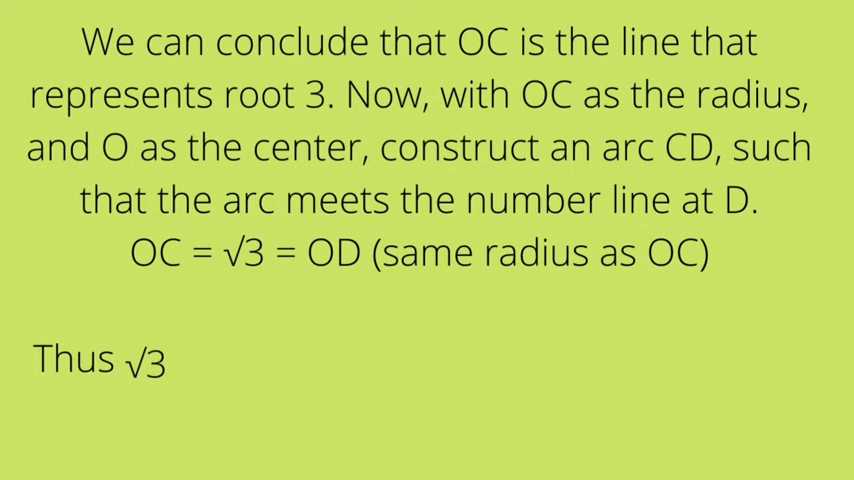 We can conclude that OC is the line that
represents root 3. Now, with OC as the radius,
and O as the center, construct an arc CD, such
that the arc meets the number line at D.
OC = √3 = OD (same radius as OC)
Thus √3